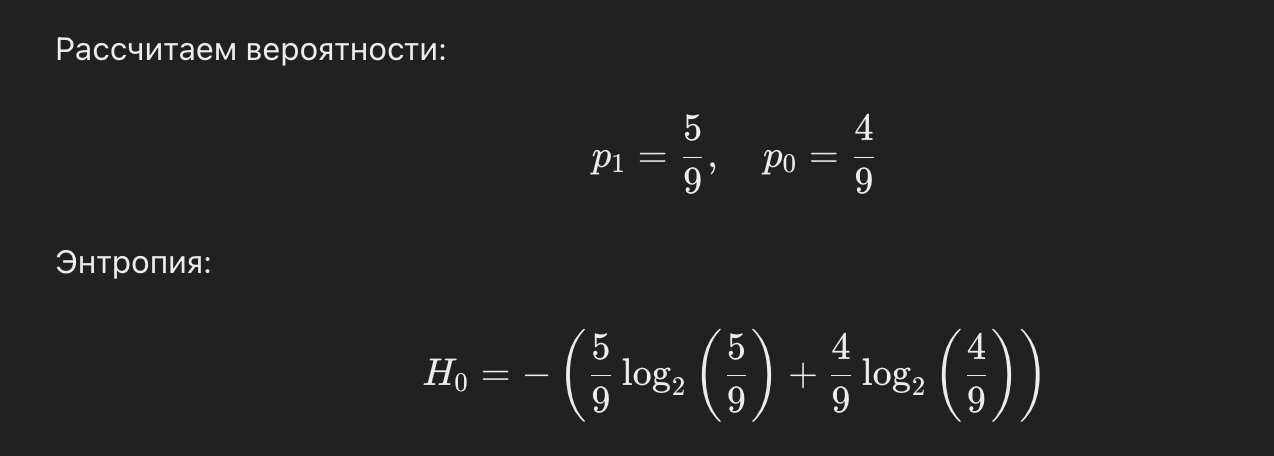 Рассчитаем вероятности:
p₁ = 5/9, p₀ = 4/9
Энтропия:
H₀ = −(5/9 log₂(5/9) + 4/9 log₂(4/9))